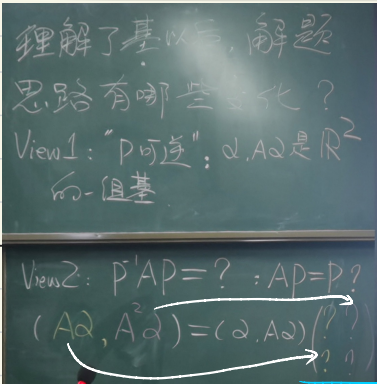 理解了基以后，解题
思路有哪些变化？
View1："P可逆"：α,Aα是ℝ²
的一组基
View2：P⁻¹AP=？：AP=P？
(Aα, A²α)=(α,Aα)(? ?
? ?)